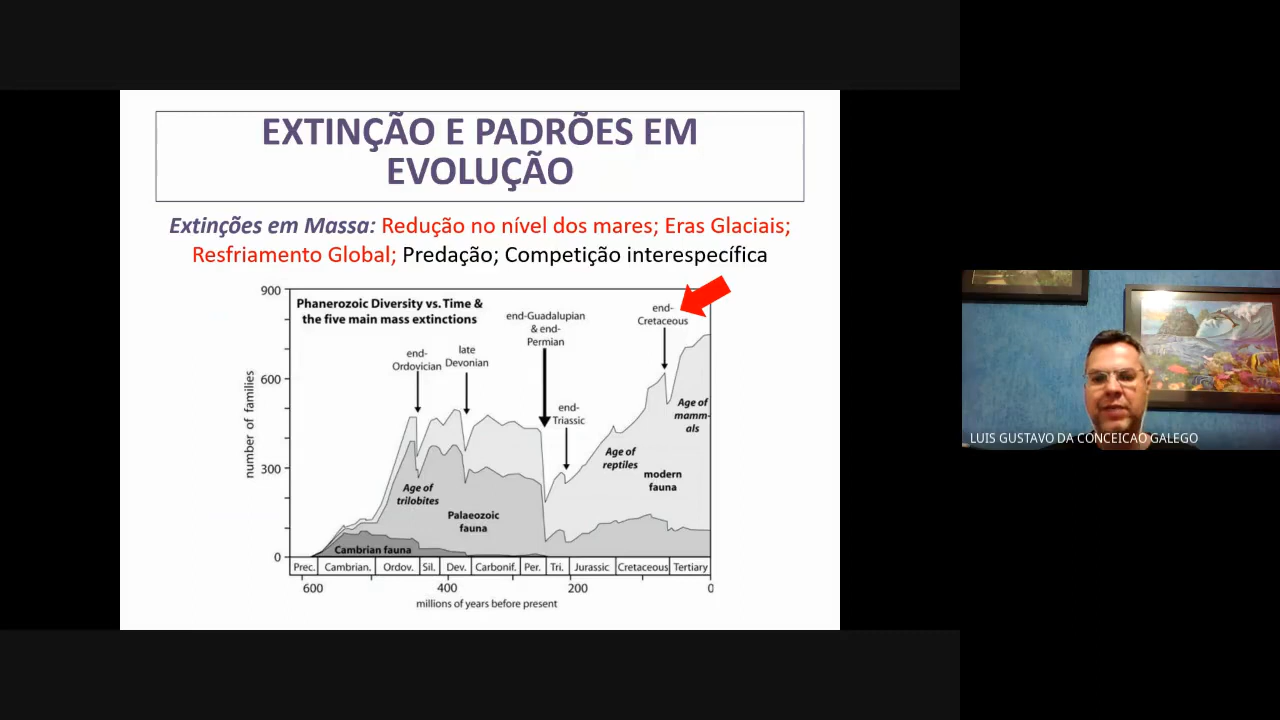 EXTINÇÃO E PADRÕES EM
EVOLUÇÃO
Extinções em Massa: Redução no nível dos mares; Eras Glaciais;
Resfriamento Global; Predação; Competição interespecífica
900
600
300
0
number of families
Phanerozoic Diversity vs. Time &
the five main mass extinctions
end-
Ordovician
late
Devonian
end-Guadalupian
& end-
Permian
end-
Triassic
end-
Cretaceous
Age of
trilobites
Palaeozoic
fauna
Cambrian fauna
Age of
reptiles
modern
fauna
Age of
mamm-
als
Prec. Cambrian. Ordov. Sil. Dev. Carbonif. Per. Tri. Jurassic Cretaceous Tertiary
600 400 200 0
millions of years before present
LUIS GUSTAVO DA CONCEICAO GALEGO